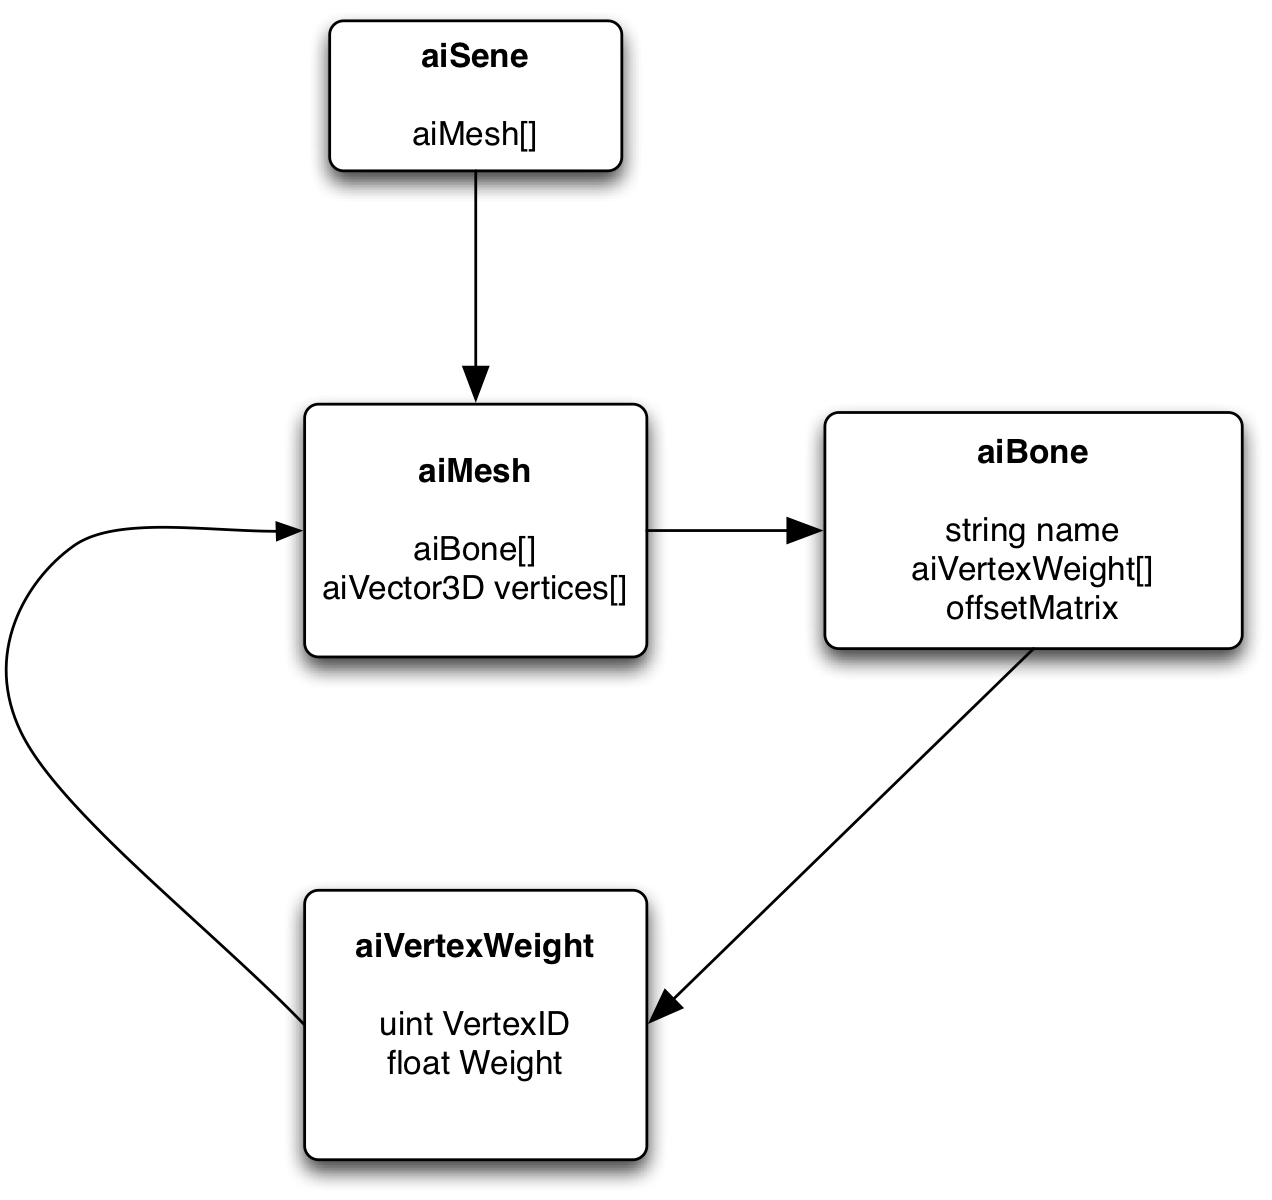 aiSene
aiMesh[]
aiMesh
aiBone[]
aiVector3D vertices[]
aiBone
string name
aiVertexWeight[]
offsetMatrix
aiVertexWeight
uint VertexID
float Weight